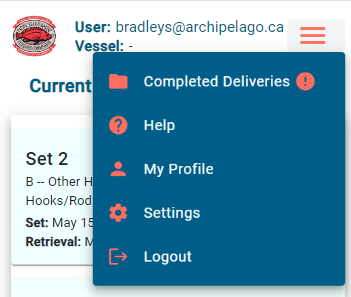 User: bradleys@archipelago.ca
Vessel: -
Current
Completed Deliveries !
Help
My Profile
Settings
Logout
Set 2
B -- Other H
Hooks/Rod
Set: May 15
Retrieval: M